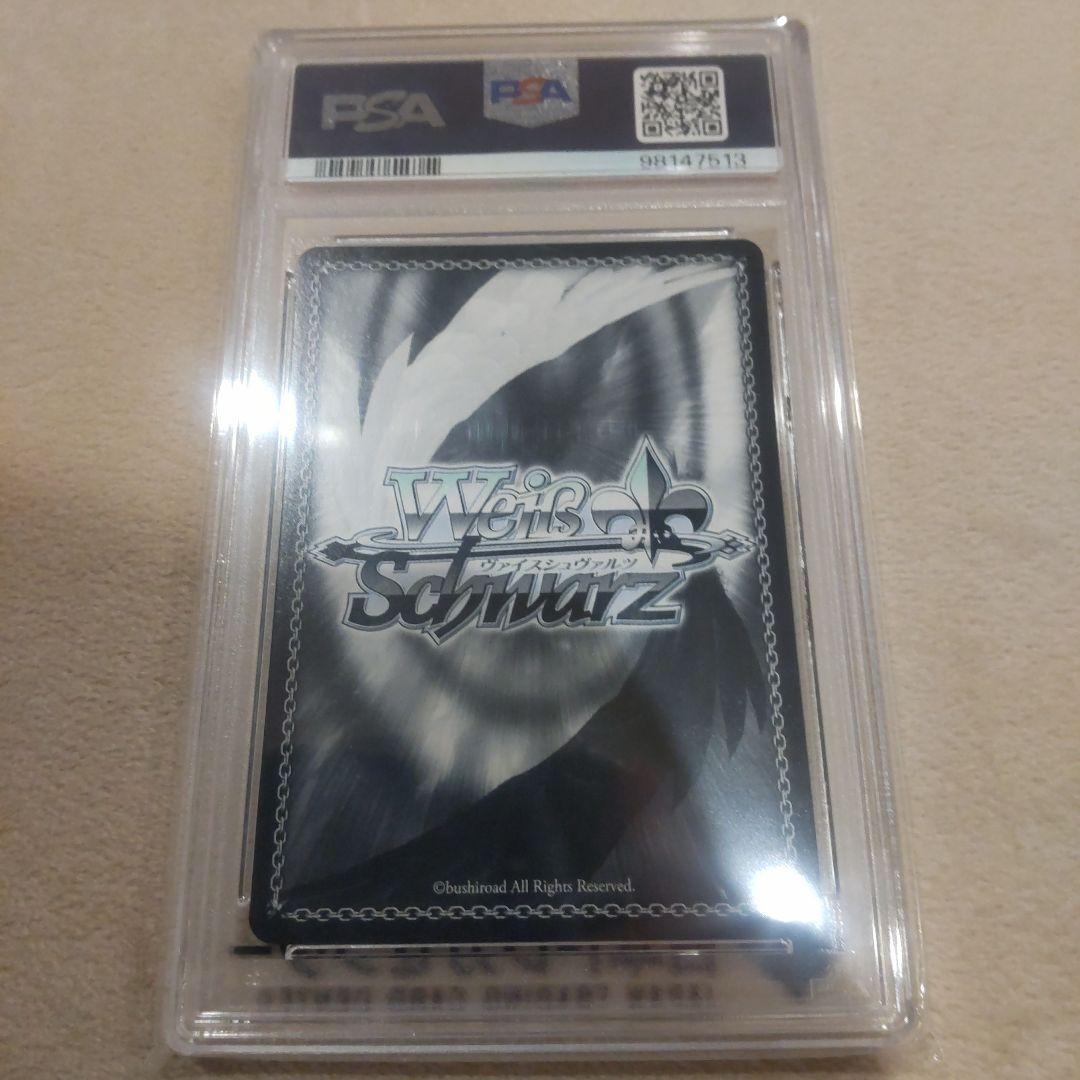 PSA PSA
98147513
Weiß
ヴァイスシュヴァルツ
Schwarz
©bushiroad All Rights Reserved.